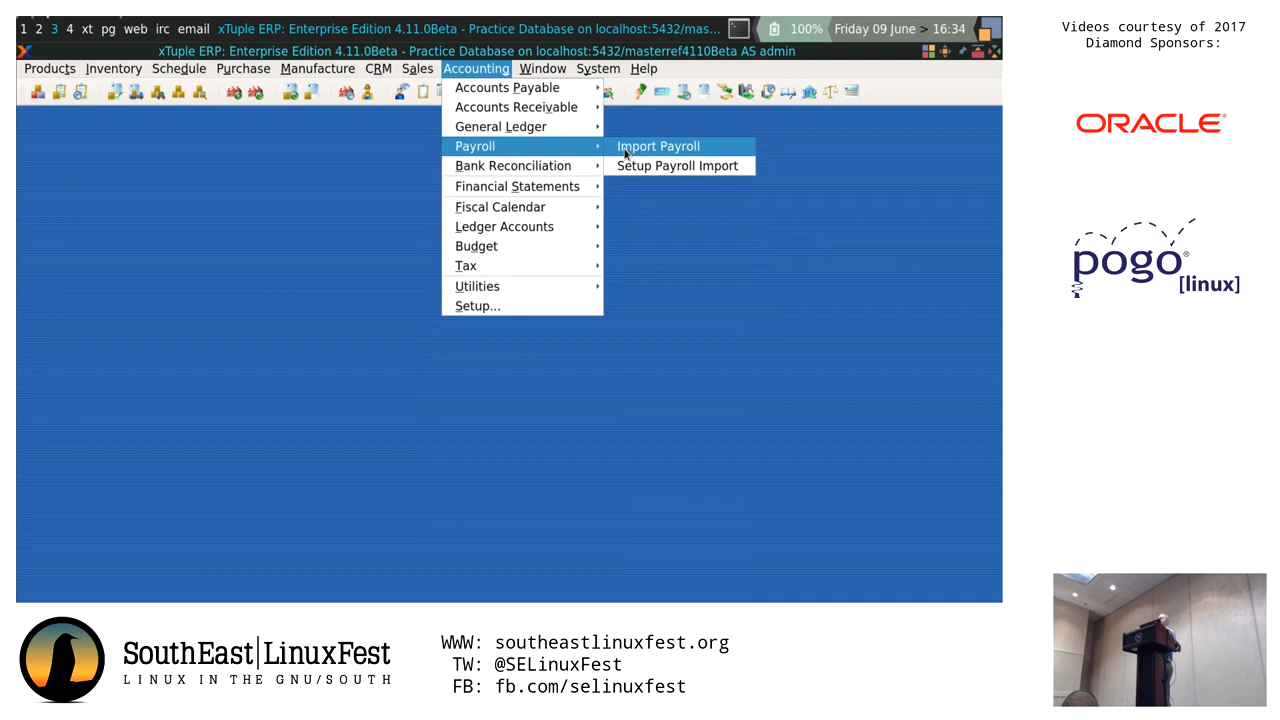 1 2 3 4 xt pg web irc email xTuple ERP: Enterprise Edition 4.11.0Beta - Practice Database on localhost:5432/mas... 100% Friday 09 June > 16:34
xTuple ERP: Enterprise Edition 4.11.0Beta - Practice Database on localhost:5432/masterref4110Beta AS admin
Products Inventory Schedule Purchase Manufacture CRM Sales Accounting Window System Help
Accounts Payable
Accounts Receivable
General Ledger
Payroll
Bank Reconciliation
Financial Statements
Fiscal Calendar
Ledger Accounts
Budget
Tax
Utilities
Setup...
Import Payroll
Setup Payroll Import
Videos courtesy of 2017
Diamond Sponsors:
ORACLE®
pogo®
[linux]
SouthEast|LinuxFest
LINUX IN THE GNU/SOUTH
WWW: southeastlinuxfest.org
TW: @SELinuxFest
FB: fb.com/selinuxfest